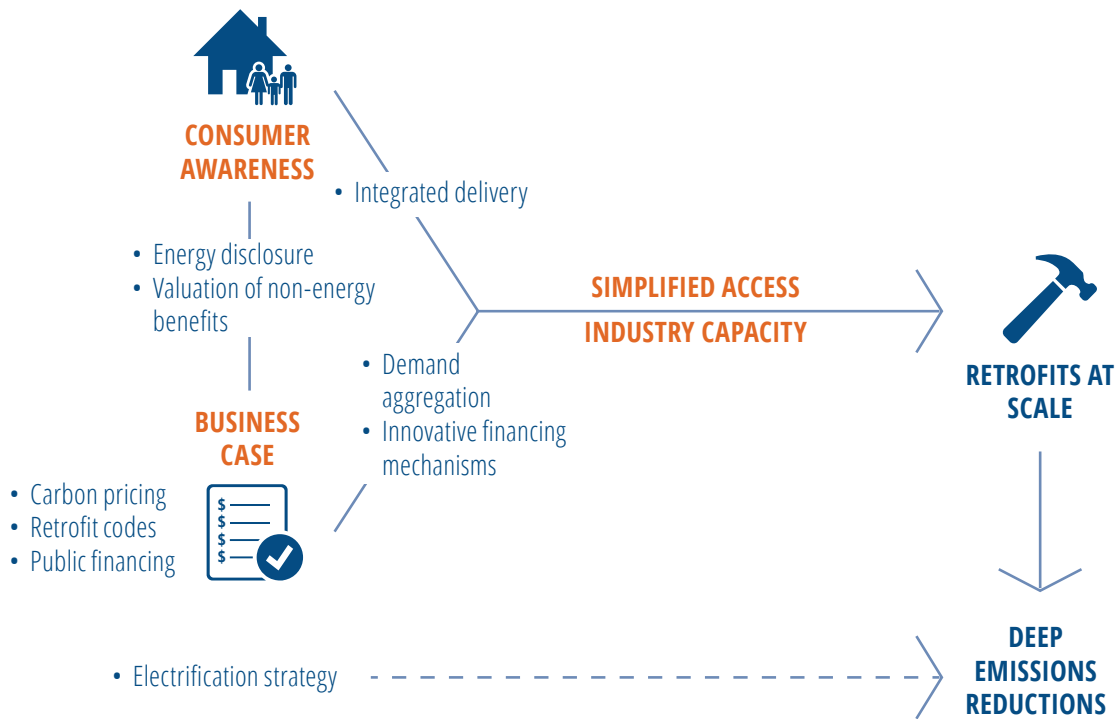 CONSUMER
AWARENESS
• Integrated delivery
• Energy disclosure
• Valuation of non-energy
benefits
SIMPLIFIED ACCESS
INDUSTRY CAPACITY
• Demand
aggregation
• Innovative financing
mechanisms
RETROFITS AT
SCALE
BUSINESS
CASE
• Carbon pricing
• Retrofit codes
• Public financing
$
$
$
$
• Electrification strategy
DEEP
EMISSIONS
REDUCTIONS